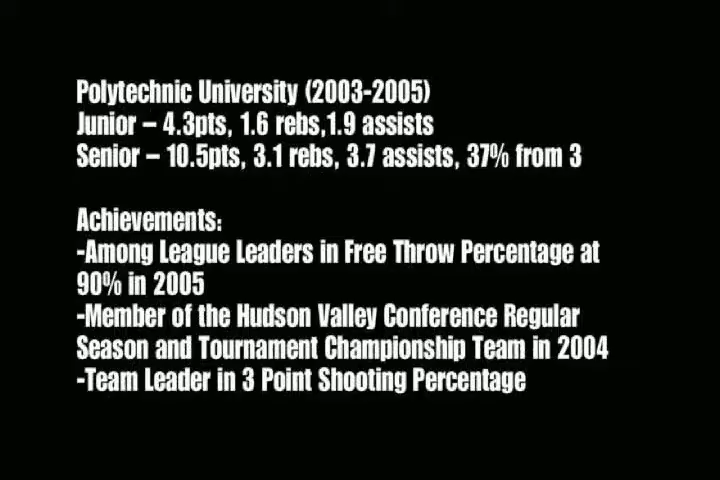 Polytechnic University (2003-2005)
Junior – 4.3pts, 1.6 rebs,1.9 assists
Senior – 10.5pts, 3.1 rebs, 3.7 assists, 37% from 3
Achievements:
-Among League Leaders in Free Throw Percentage at
90% in 2005
-Member of the Hudson Valley Conference Regular
Season and Tournament Championship Team in 2004
-Team Leader in 3 Point Shooting Percentage